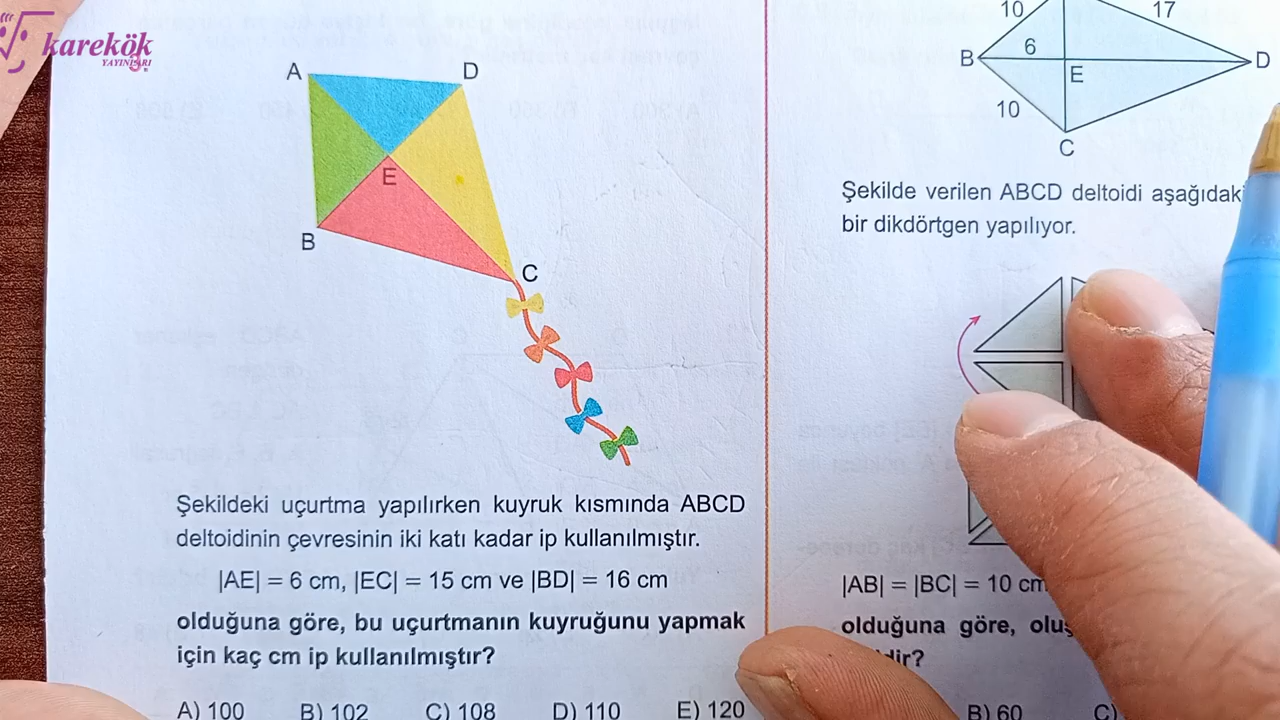 karekök
YAYINLARI
A
D
E
B
C
Şekildeki uçurtma yapılırken kuyruk kısmında ABCD
deltoidinin çevresinin iki katı kadar ip kullanılmıştır.
|AE| = 6 cm, |EC| = 15 cm ve |BD| = 16 cm
olduğuna göre, bu uçurtmanın kuyruğunu yapmak
için kaç cm ip kullanılmıştır?
A) 100 B) 102 C) 108 D) 110 E) 120
10
17
B
6
E
D
10
C
Şekilde verilen ABCD deltoidi
bir dikdörtgen yapılıyor.
|AB| = |BC| = 10 cm
olduğuna göre,
B) 60 C)